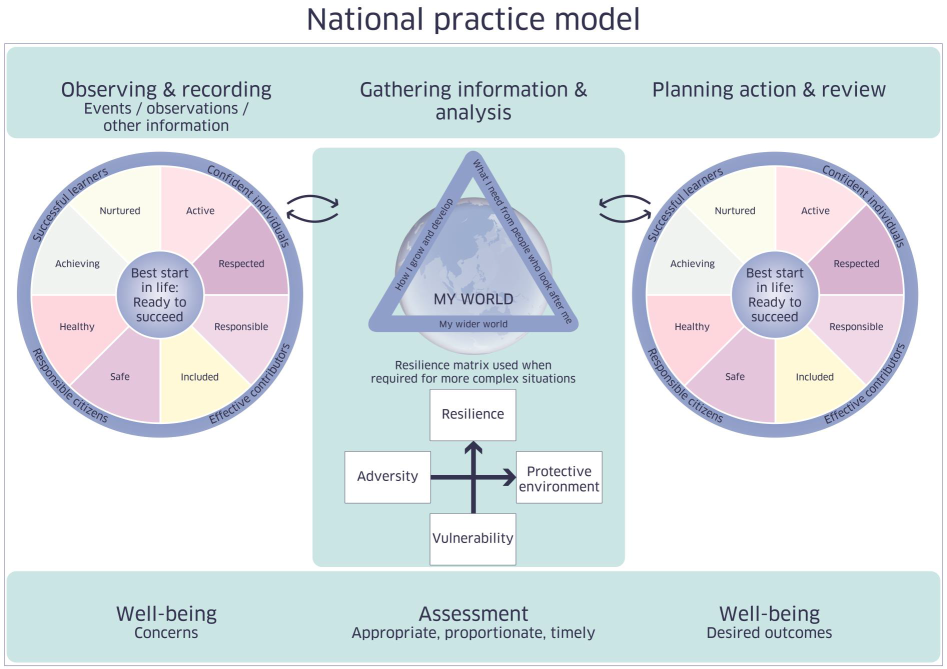 National practice model
Observing & recording
Events / observations /
other information
Gathering information &
analysis
Planning action & review
Successful learners
Confident individuals
Nurtured
Active
Achieving
Respected
Best start
in life:
Ready to
succeed
Healthy
Responsible
Safe
Included
Responsible citizens
Effective contributors
How I grow and develop
What I need from people who look after me
MY WORLD
My wider world
Resilience matrix used when
required for more complex situations
Resilience
Adversity
Protective
environment
Vulnerability
Successful learners
Confident individuals
Nurtured
Active
Achieving
Respected
Best start
in life:
Ready to
succeed
Healthy
Responsible
Safe
Included
Responsible citizens
Effective contributors
Well-being
Concerns
Assessment
Appropriate, proportionate, timely
Well-being
Desired outcomes